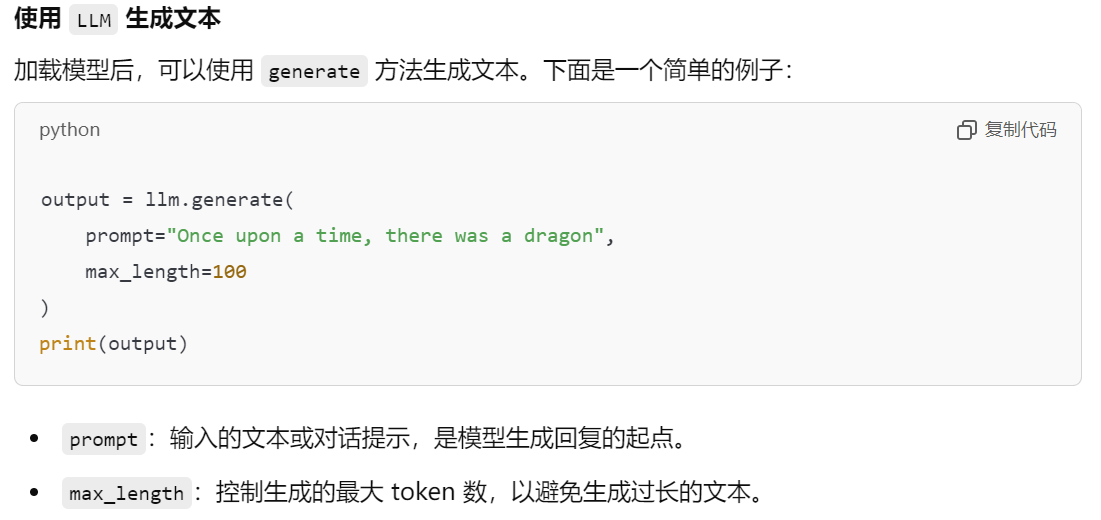 使用 LLM 生成文本
加载模型后，可以使用 generate 方法生成文本。下面是一个简单的例子：
python
复制代码
output = llm.generate(
    prompt="Once upon a time, there was a dragon",
    max_length=100
)
print(output)
• prompt：输入的文本或对话提示，是模型生成回复的起点。
• max_length：控制生成的最大 token 数，以避免生成过长的文本。